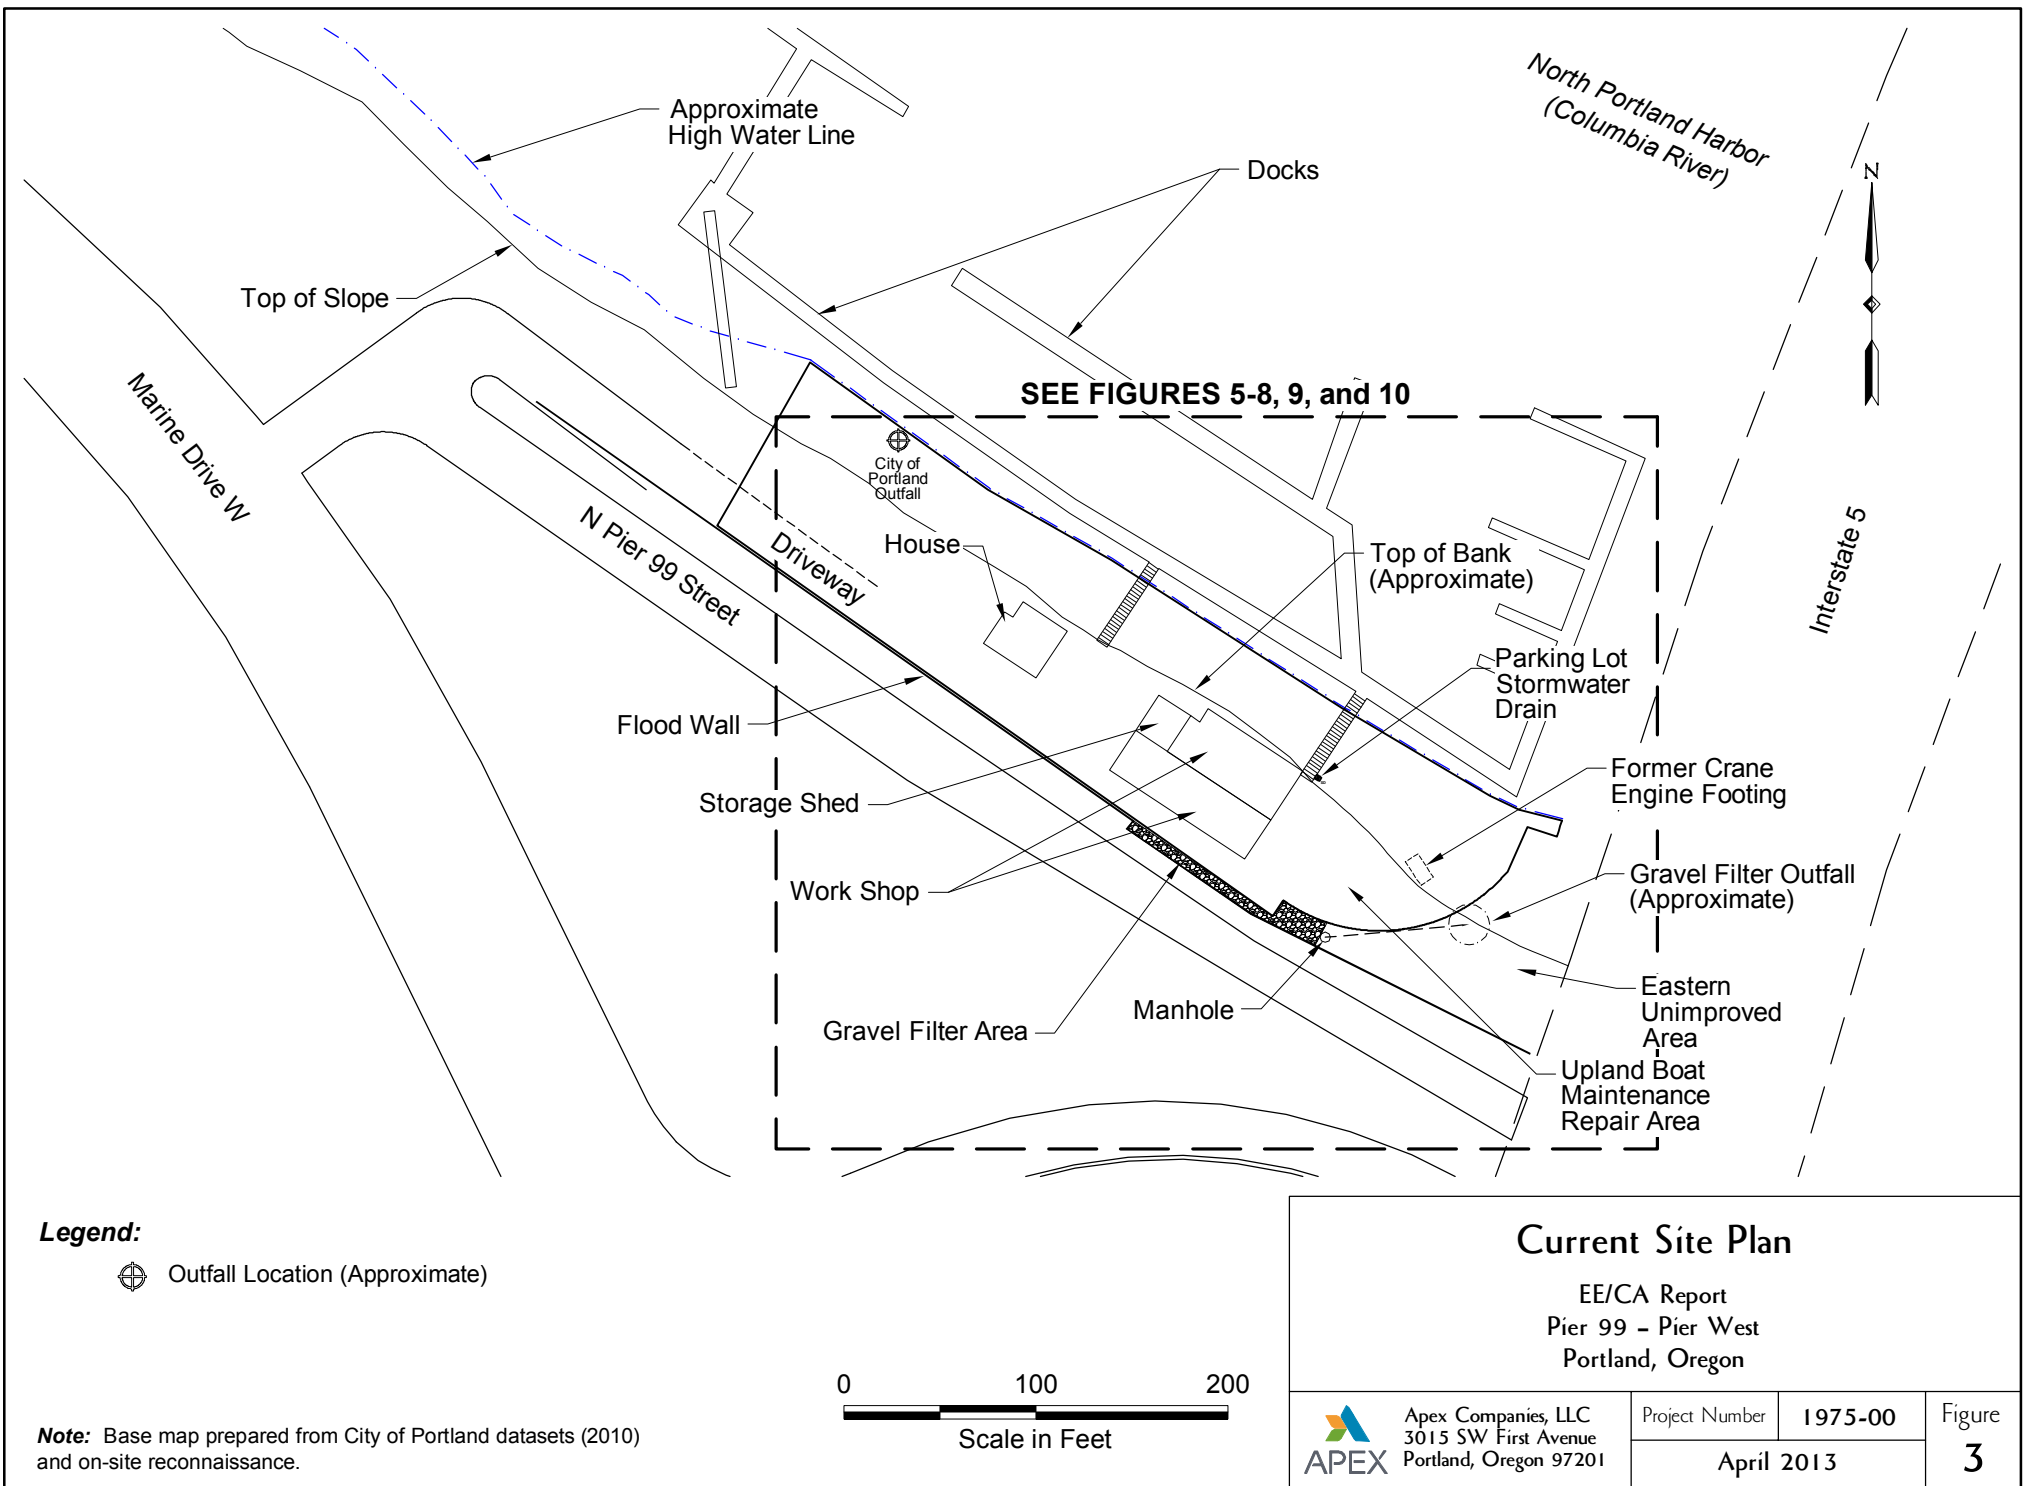 North Portland Harbor
(Columbia River)
N
Approximate
High Water Line
Docks
Top of Slope
Marine Drive W
SEE FIGURES 5-8, 9, and 10
City of
Portland
Outfall
N Pier 99 Street
Driveway
House
Top of Bank
(Approximate)
Interstate 5
Parking Lot
Stormwater
Drain
Flood Wall
Storage Shed
Former Crane
Engine Footing
Work Shop
Gravel Filter Outfall
(Approximate)
Manhole
Gravel Filter Area
Eastern
Unimproved
Area
Upland Boat
Maintenance
Repair Area
Legend:
Outfall Location (Approximate)
Note: Base map prepared from City of Portland datasets (2010)
and on-site reconnaissance.
0 100 200
Scale in Feet
Current Site Plan
EE/CA Report
Pier 99 - Pier West
Portland, Oregon
APEX
Apex Companies, LLC
3015 SW First Avenue
Portland, Oregon 97201
Project Number 1975-00
April 2013
Figure
3